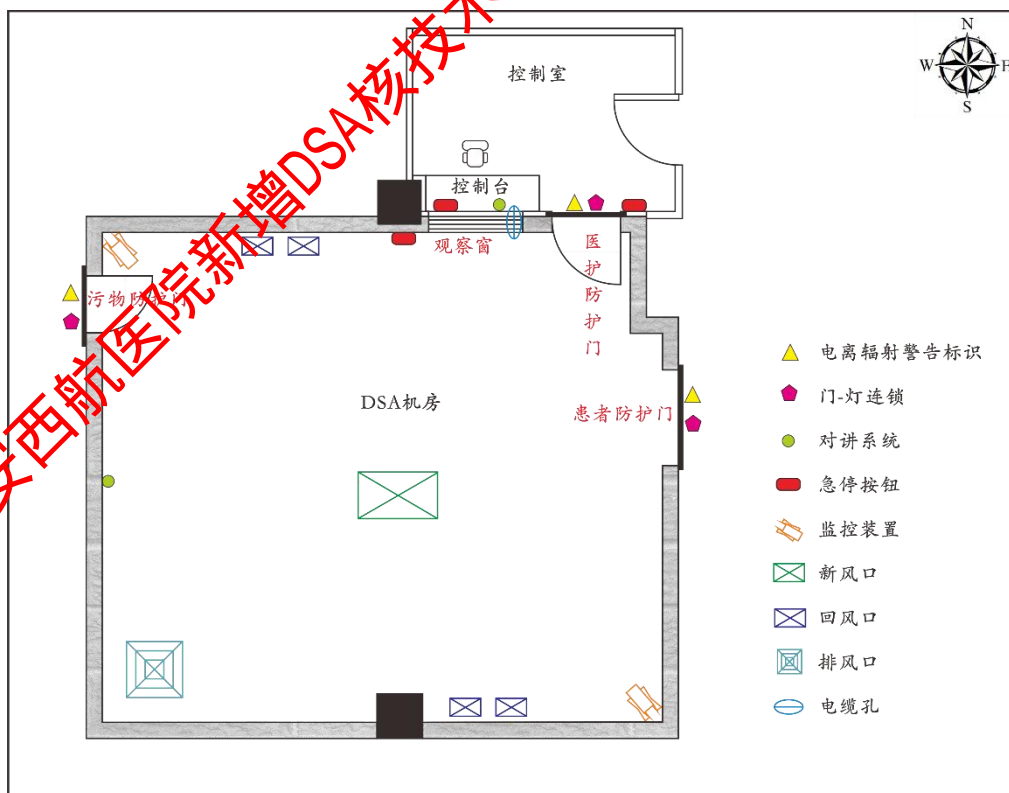 安西航医院新增DSA核技术
N
W
E
S
控制室
控制台
观察窗
医护防护门
污物防护门
DSA机房
患者防护门
电离辐射警告标识
门-灯连锁
对讲系统
急停按钮
监控装置
新风口
回风口
排风口
电缆孔